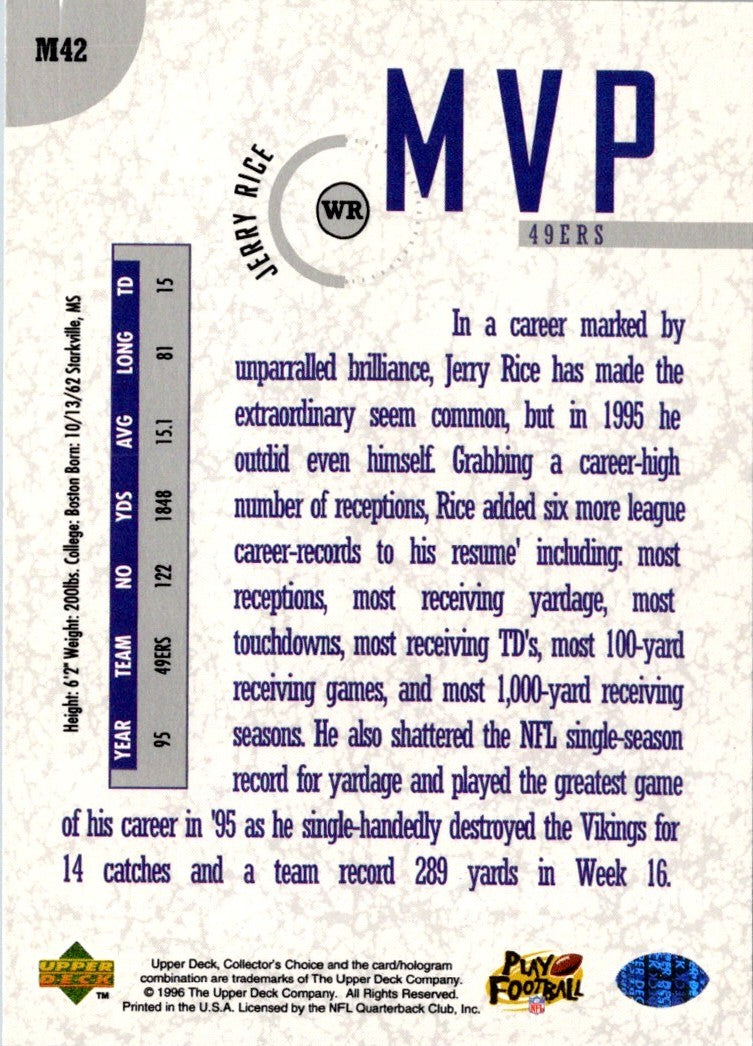 M42
MVP
49ERS
JERRY RICE
WR
Height: 6'2" Weight: 200lbs. College: Boston Born: 10/13/62 Starkville, MS
YEAR TEAM NO YDS AVG LONG TD
95 49ERS 122 1848 15.1 81 15
In a career marked by
unparralled brilliance, Jerry Rice has made the
extraordinary seem common, but in 1995 he
outdid even himself. Grabbing a career-high
number of receptions, Rice added six more league
career-records to his resume' including: most
receptions, most receiving yardage, most
touchdowns, most receiving TD's, most 100-yard
receiving games, and most 1,000-yard receiving
seasons. He also shattered the NFL single-season
record for yardage and played the greatest game
of his career in '95 as he single-handedly destroyed the Vikings for
14 catches and a team record 289 yards in Week 16.
UPPER
DECK
TM
Upper Deck, Collector's Choice and the card/hologram
combination are trademarks of The Upper Deck Company.
© 1996 The Upper Deck Company. All Rights Reserved.
Printed in the U.S.A. Licensed by the NFL Quarterback Club, Inc.
PLAY
FOOTBALL
NFL